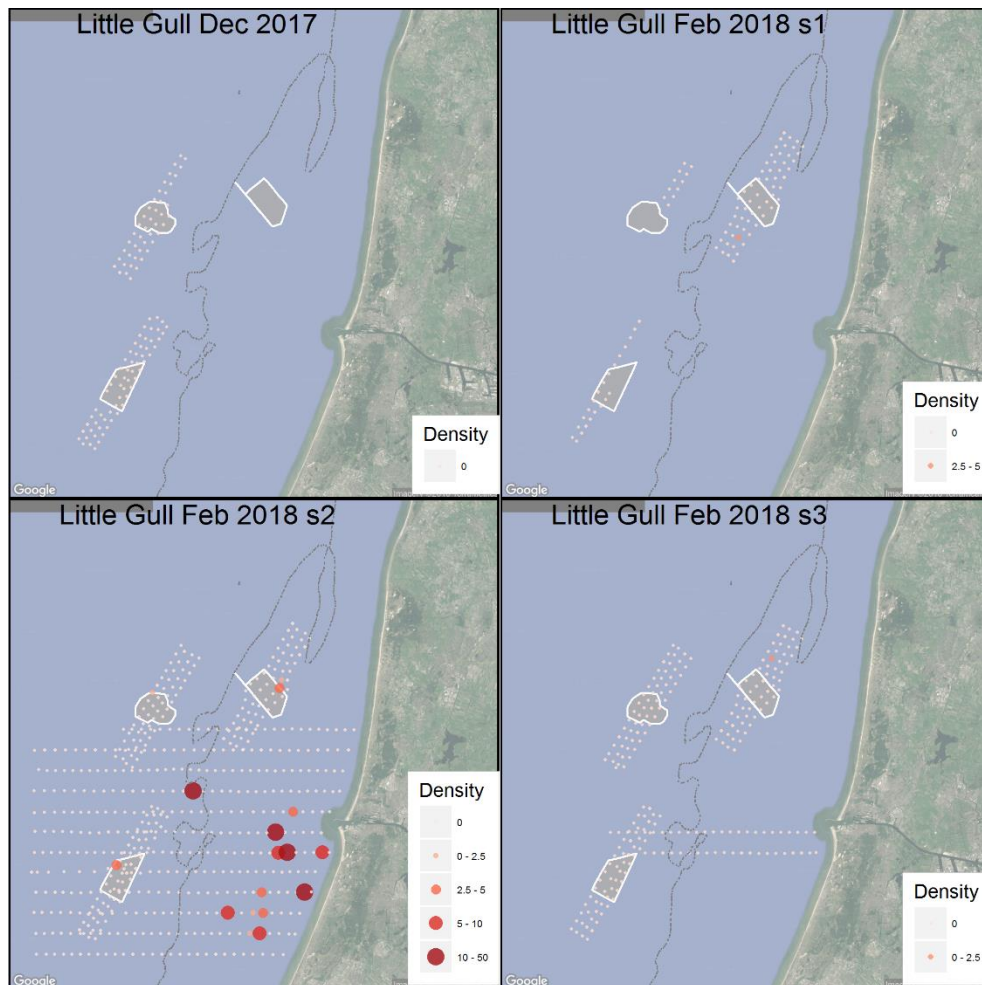 Little Gull Dec 2017
Density
0
Google
Little Gull Feb 2018 s1
Density
0
2.5 - 5
Google
Little Gull Feb 2018 s2
Density
0
0 - 2.5
2.5 - 5
5 - 10
10 - 50
Google
Little Gull Feb 2018 s3
Density
0
0 - 2.5
Google